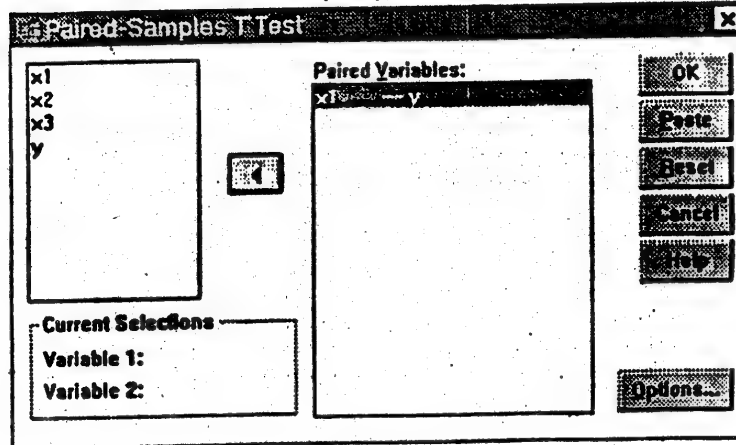 Paired-Samples T Test
x1
x2
x3
y
Paired Variables:
x1 --- y
OK
Paste
Reset
Cancel
Help
Current Selections
Variable 1:
Variable 2:
Options...